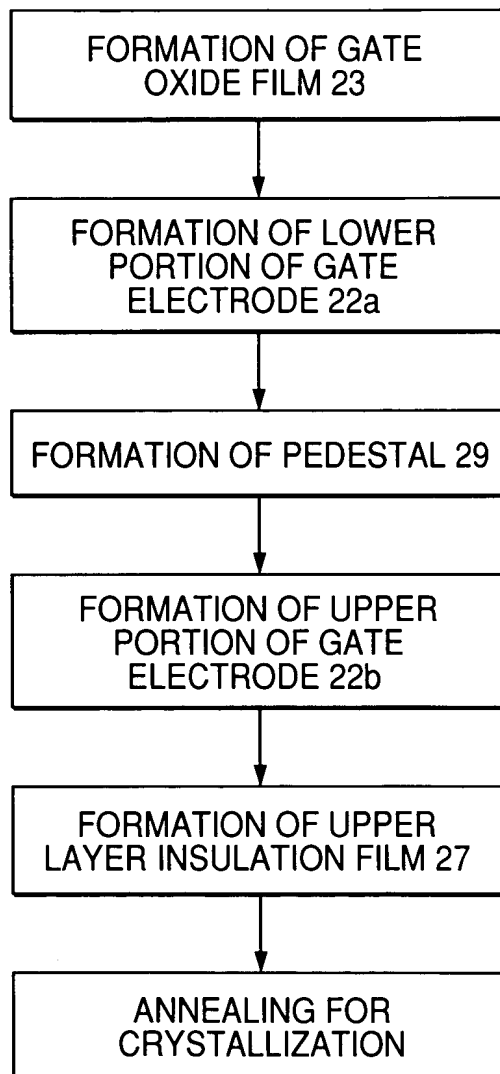 FORMATION OF GATE
OXIDE FILM 23
FORMATION OF LOWER
PORTION OF GATE
ELECTRODE 22a
FORMATION OF PEDESTAL 29
FORMATION OF UPPER
PORTION OF GATE
ELECTRODE 22b
FORMATION OF UPPER
LAYER INSULATION FILM 27
ANNEALING FOR
CRYSTALLIZATION